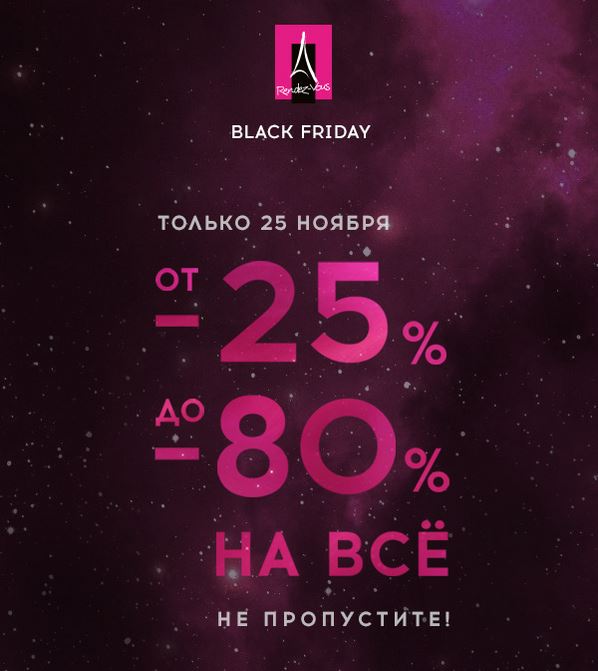 Rendez-Vous
BLACK FRIDAY
ТОЛЬКО 25 НОЯБРЯ
ОТ
-25%
ДО
-80%
НА ВСЁ
НЕ ПРОПУСТИТЕ!